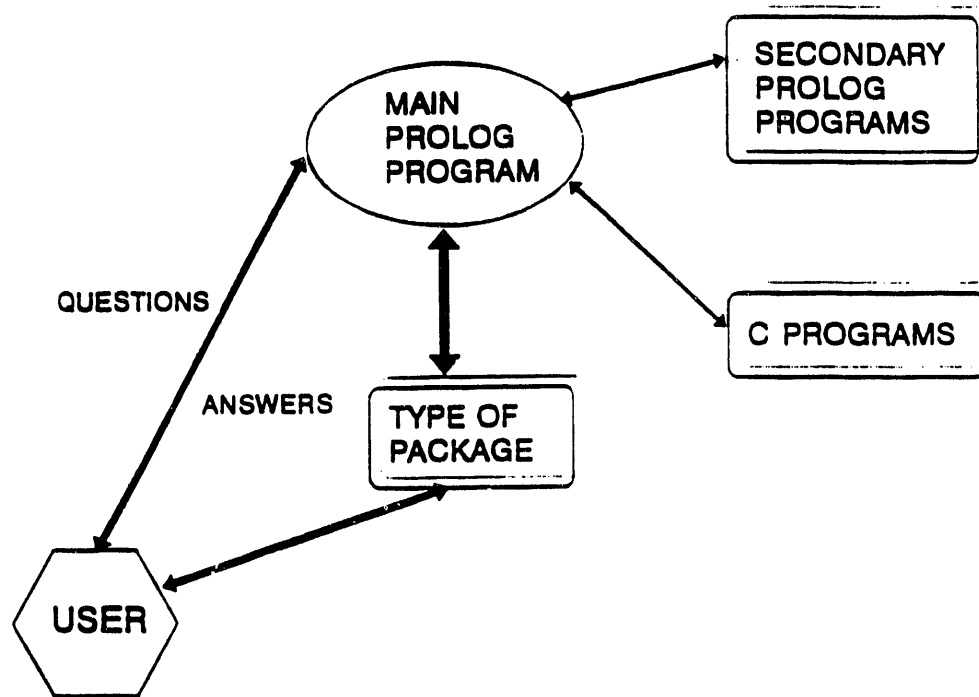 MAIN
PROLOG
PROGRAM
SECONDARY
PROLOG
PROGRAMS
QUESTIONS
C PROGRAMS
ANSWERS
TYPE OF
PACKAGE
USER